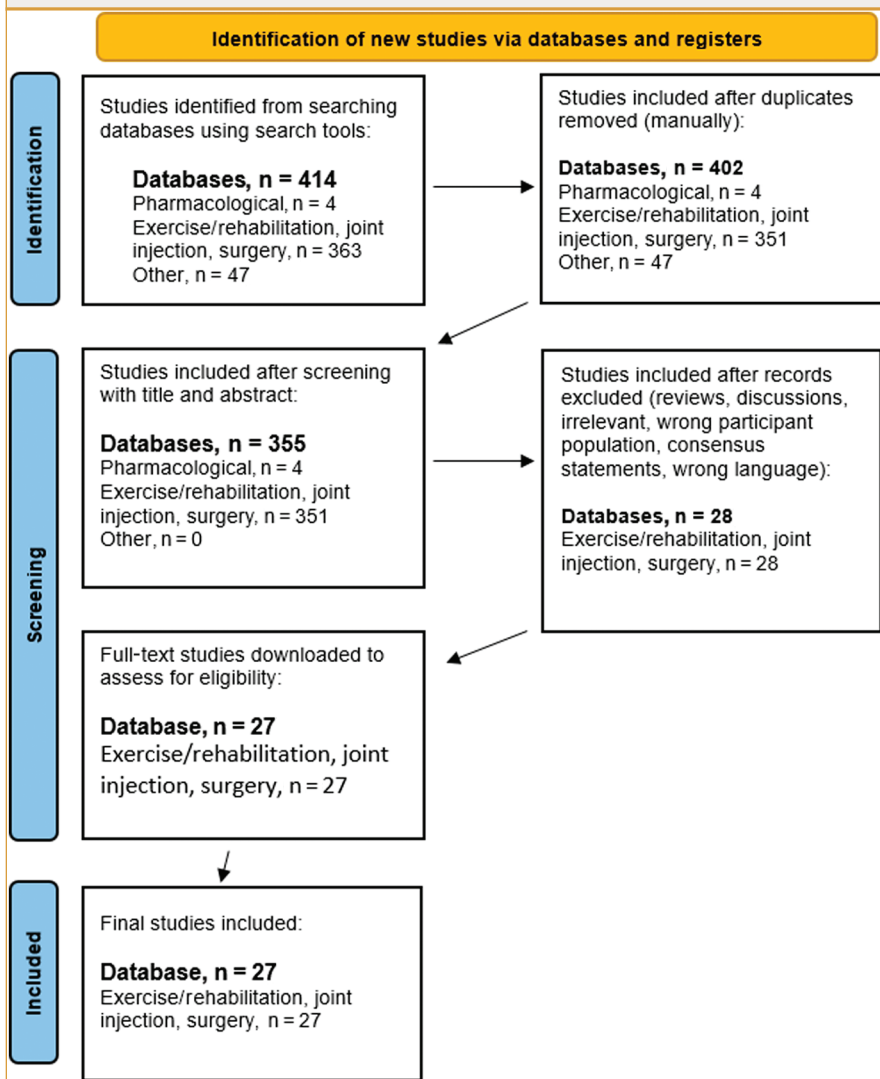 Identification of new studies via databases and registers
Identification
Studies identified from searching
databases using search tools:
Databases, n = 414
Pharmacological, n = 4
Exercise/rehabilitation, joint
injection, surgery, n = 363
Other, n = 47
Studies included after duplicates
removed (manually):
Databases, n = 402
Pharmacological, n = 4
Exercise/rehabilitation, joint
injection, surgery, n = 351
Other, n = 47
Screening
Studies included after screening
with title and abstract:
Databases, n = 355
Pharmacological, n = 4
Exercise/rehabilitation, joint
injection, surgery, n = 351
Other, n = 0
Studies included after records
excluded (reviews, discussions,
irrelevant, wrong participant
population, consensus
statements, wrong language):
Databases, n = 28
Exercise/rehabilitation, joint
injection, surgery, n = 28
Full-text studies downloaded to
assess for eligibility:
Database, n = 27
Exercise/rehabilitation, joint
injection, surgery, n = 27
Included
Final studies included:
Database, n = 27
Exercise/rehabilitation, joint
injection, surgery, n = 27